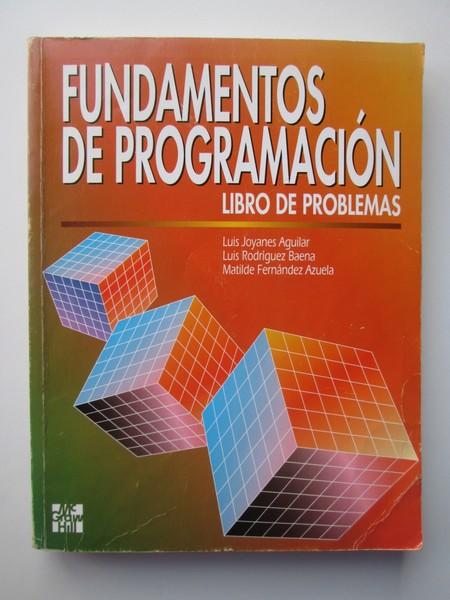 FUNDAMENTOS
DE PROGRAMACIÓN
LIBRO DE PROBLEMAS
Luis Joyanes Aguilar
Luis Rodríguez Baena
Matilde Fernández Azuela
Mc
Graw
Hill